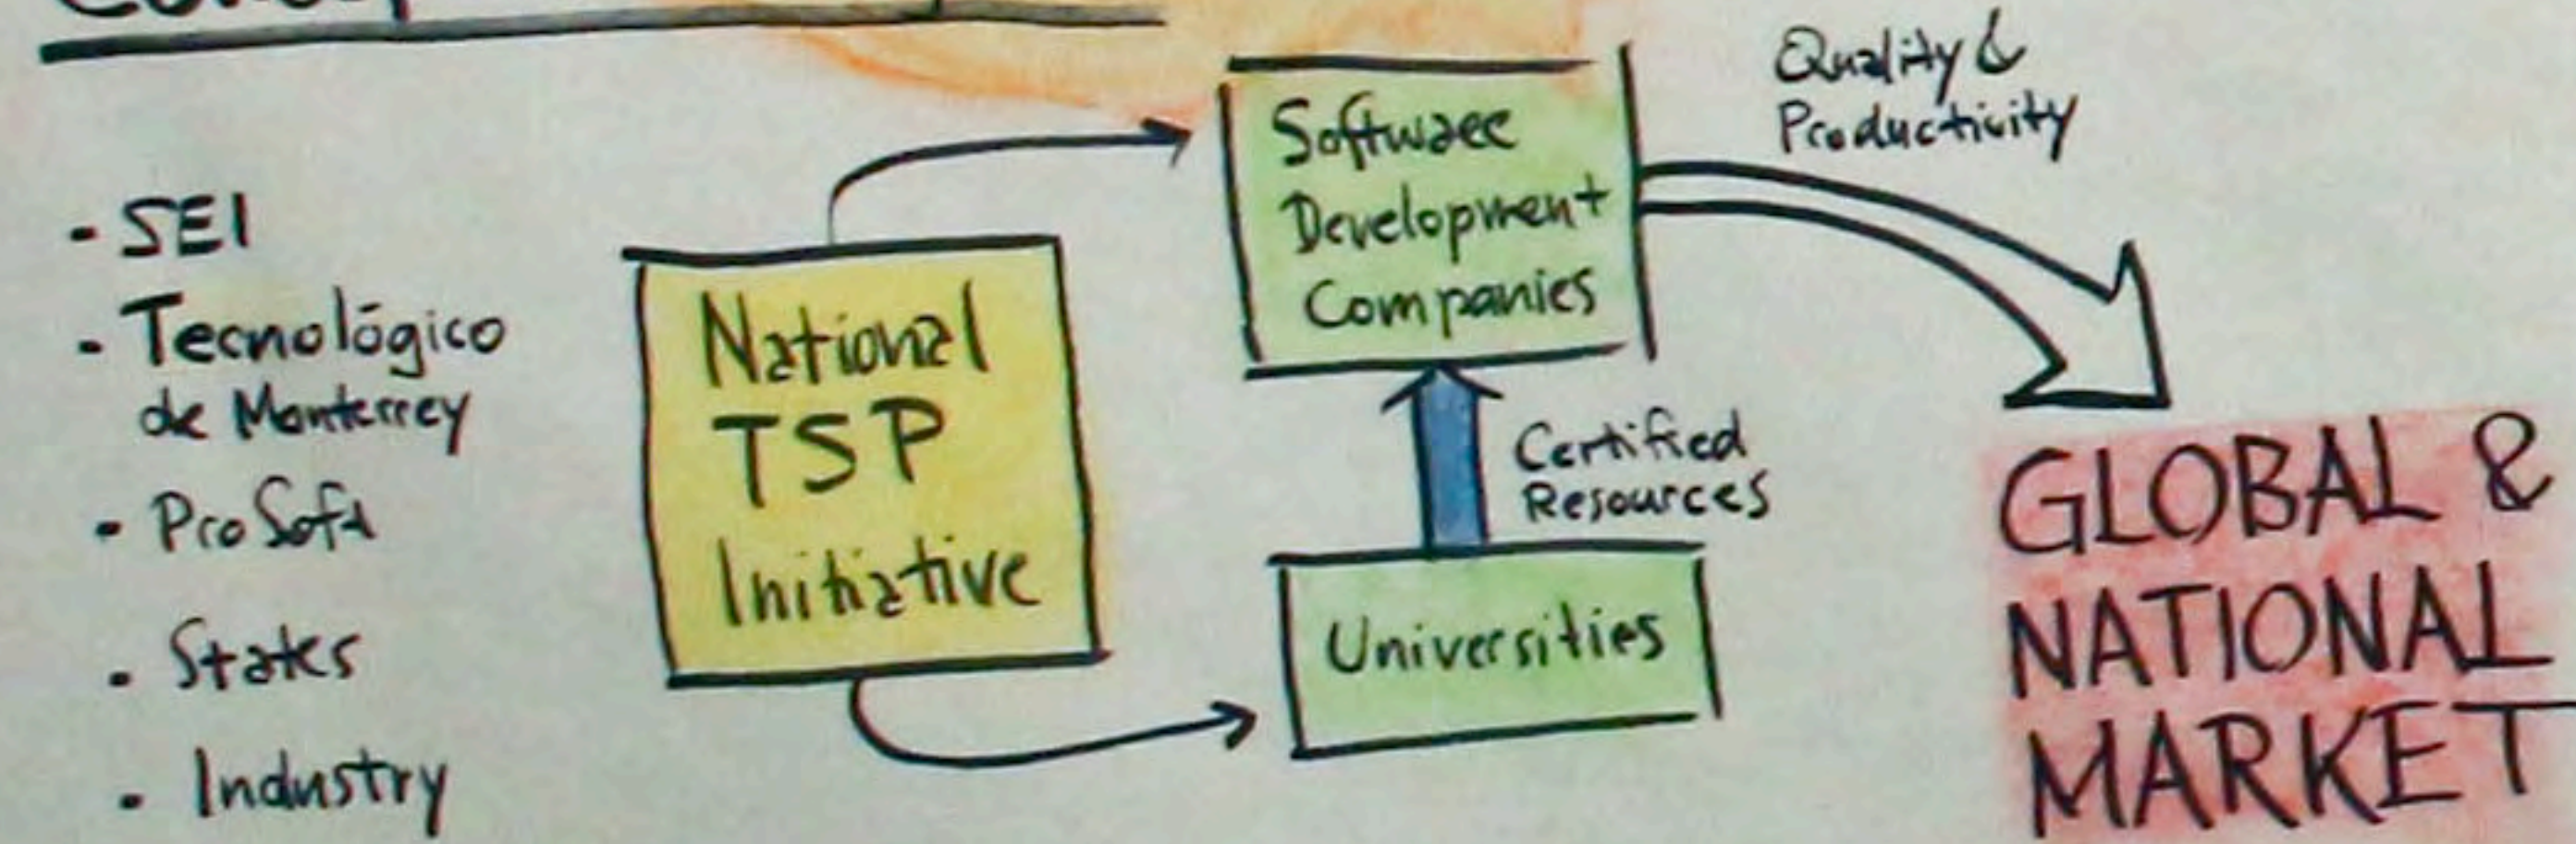 - SEI
- Tecnológico
de Monterrey
- ProSoft
- States
- Industry
National
TSP
Initiative
Software
Development
Companies
Certified
Resources
Universities
Quality &
Productivity
GLOBAL &
NATIONAL
MARKET